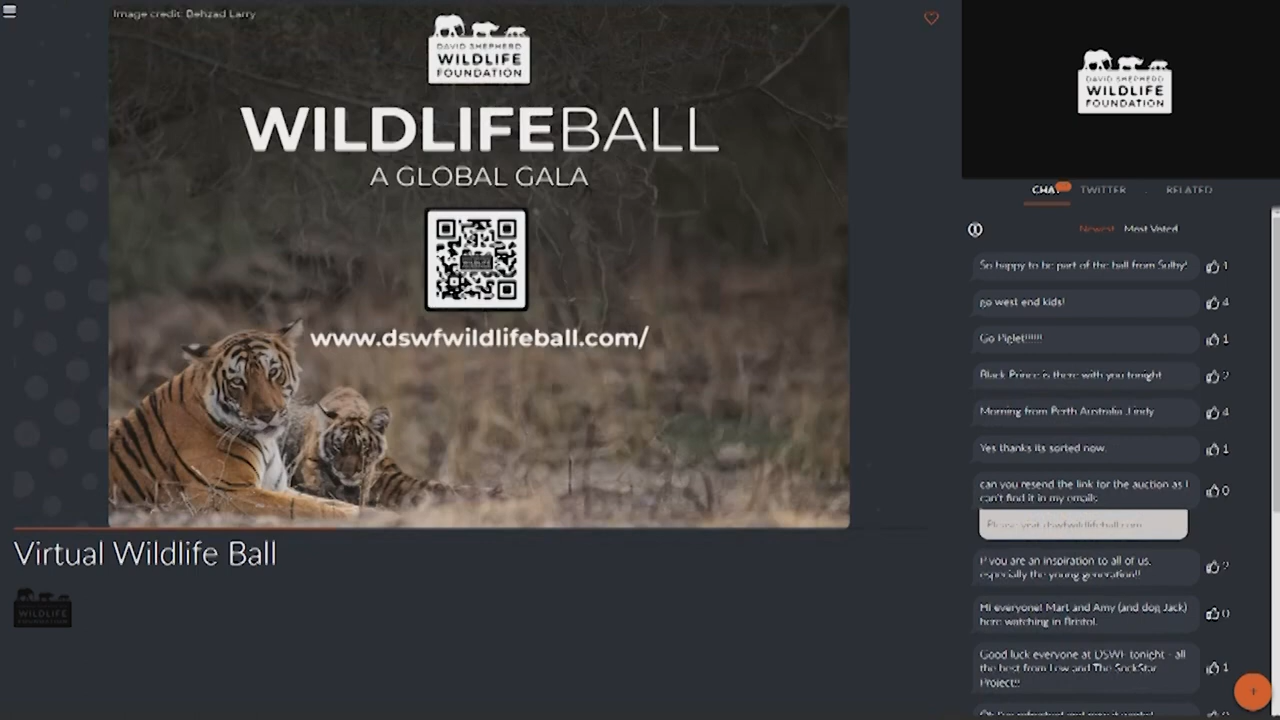 Image credit: Behzad Larry
DAVID SHEPHERD
WILDLIFE
FOUNDATION
WILDLIFEBALL
A GLOBAL GALA
www.dswfwildlifeball.com/
Virtual Wildlife Ball
WILDLIFE
FOUNDATION
DAVID SHEPHERD
WILDLIFE
FOUNDATION
CHAT TWITTER RELATED
Newest Most Voted
So happy to be part of the ball from Sulby! 1
go west end kids! 4
Go Piglet!!!!!! 1
Black Prince is there with you tonight 2
Morning from Perth Australia 4
Yes thanks its sorted now. 1
can you resend the link for the auction as I
can't find it in my emails 0
Please visit dswfwildlifeball.com
you are an inspiration to all of us,
especially the young generation!! 2
Hi everyone! Mart and Amy (and dog Jack)
here watching in Bristol. 0
Good luck everyone at DSWF tonight - all
the best from and The SockStar
Project!! 1